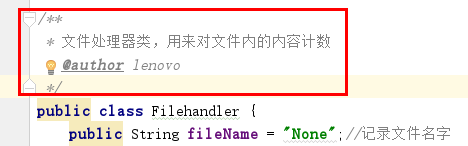 /**
* 文件处理器类，用来对文件内的内容计数
@author lenovo
*/
public class Filehandler {
public String fileName = "None";//记录文件名字